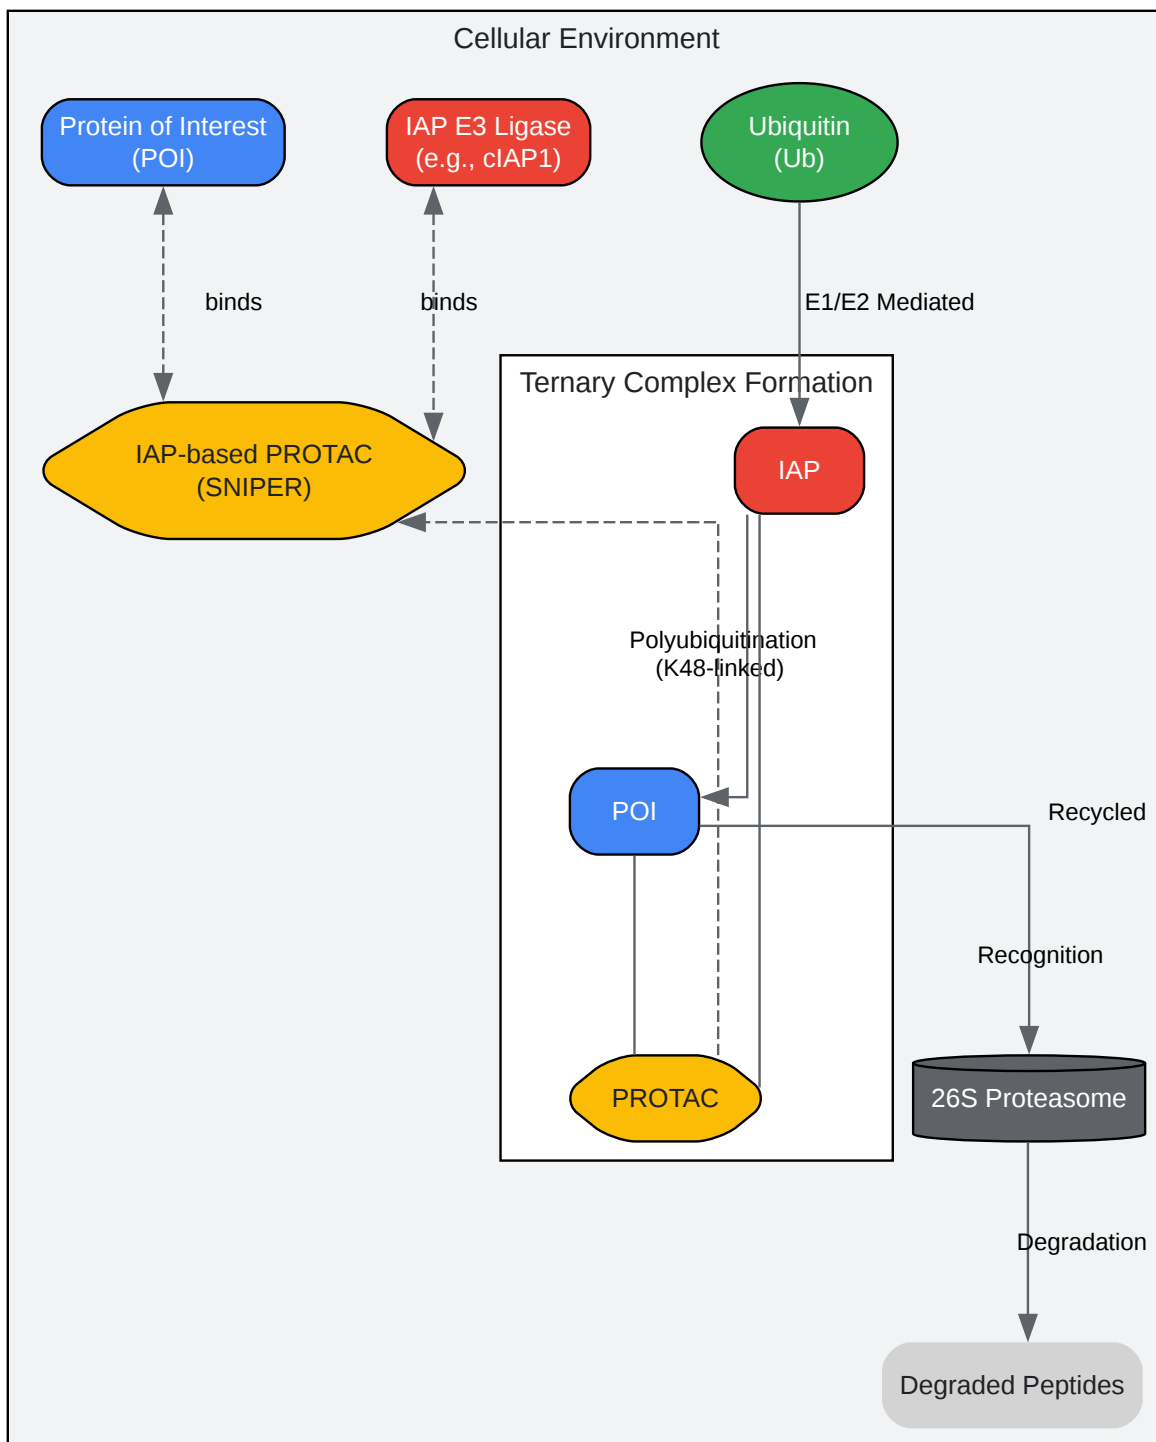 Cellular Environment
Protein of Interest
(POI)
IAP E3 Ligase
(e.g., cIAP1)
Ubiquitin
(Ub)
binds
binds
E1/E2 Mediated
Ternary Complex Formation
IAP-based PROTAC
(SNIPER)
IAP
Polyubiquitination
(K48-linked)
POI
Recycled
Recognition
PROTAC
26S Proteasome
Degradation
Degraded Peptides